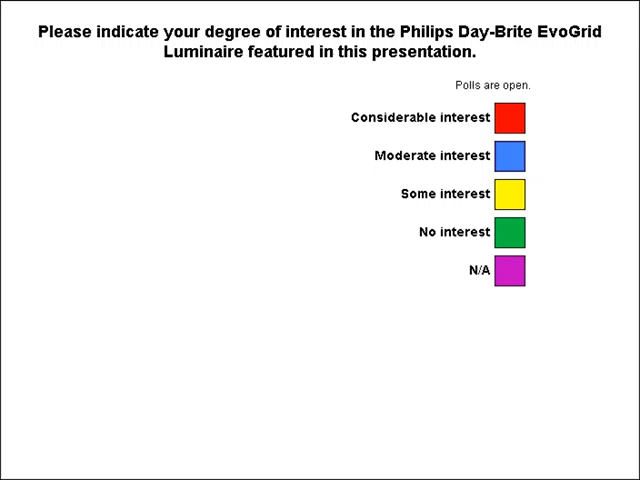 Please indicate your degree of interest in the Philips Day-Brite EvoGrid
Luminaire featured in this presentation.
Polls are open.
Considerable interest
Moderate interest
Some interest
No interest
N/A